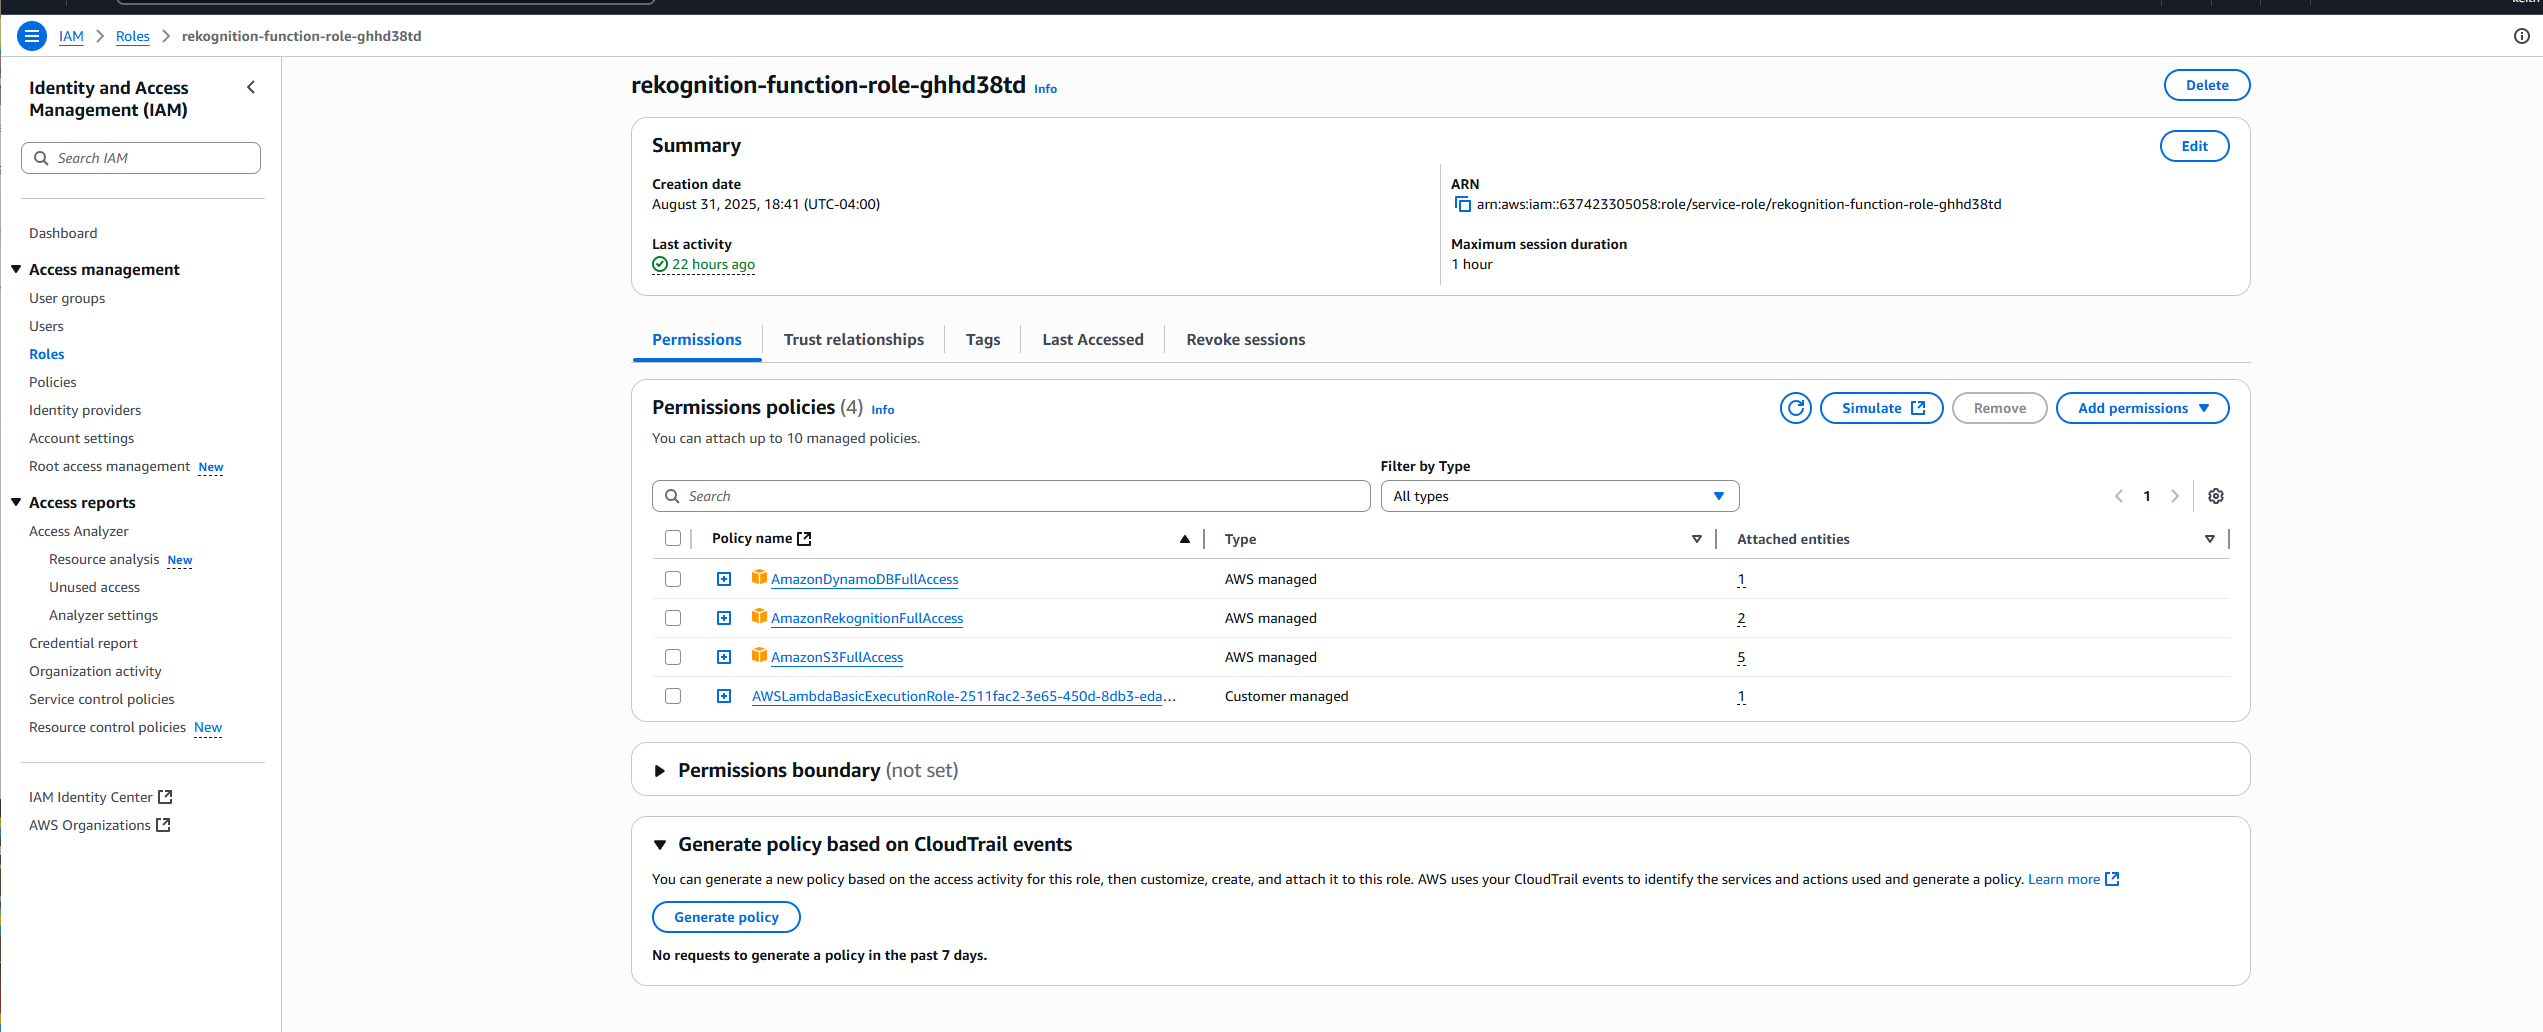 IAM > Roles > rekognition-function-role-ghhd38td
Identity and Access
Management (IAM)
Search IAM
Dashboard
Access management
User groups
Users
Roles
Policies
Identity providers
Account settings
Root access management New
Access reports
Access Analyzer
Resource analysis New
Unused access
Analyzer settings
Credential report
Organization activity
Service control policies
Resource control policies New
IAM Identity Center
AWS Organizations
rekognition-function-role-ghhd38td Info
Delete
Summary
Edit
Creation date
August 31, 2025, 18:41 (UTC-04:00)
ARN
arn:aws:iam::637423305058:role/service-role/rekognition-function-role-ghhd38td
Last activity
22 hours ago
Maximum session duration
1 hour
Permissions Trust relationships Tags Last Accessed Revoke sessions
Permissions policies (4) Info
Simulate Remove Add permissions
You can attach up to 10 managed policies.
Filter by Type
Search All types 1
Policy name Type Attached entities
AmazonDynamoDBFullAccess AWS managed 1
AmazonRekognitionFullAccess AWS managed 2
AmazonS3FullAccess AWS managed 5
AWSLambdaBasicExecutionRole-2511fac2-3e65-450d-8db3-eda... Customer managed 1
Permissions boundary (not set)
Generate policy based on CloudTrail events
You can generate a new policy based on the access activity for this role, then customize, create, and attach it to this role. AWS uses your CloudTrail events to identify the services and actions used and generate a policy. Learn more
Generate policy
No requests to generate a policy in the past 7 days.